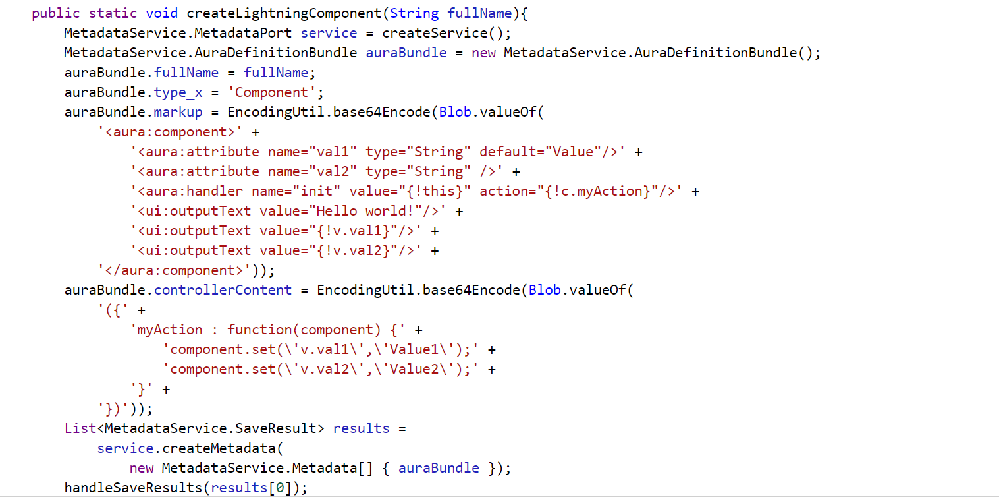 public static void createLightningComponent(String fullName){
MetadataService.MetadataPort service = createService();
MetadataService.AuraDefinitionBundle auraBundle = new MetadataService.AuraDefinitionBundle();
auraBundle.fullName = fullName;
auraBundle.type_x = 'Component';
auraBundle.markup = EncodingUtil.base64Encode(Blob.valueOf(
'<aura:component>' +
'<aura:attribute name="val1" type="String" default="Value"/>' +
'<aura:attribute name="val2" type="String" />' +
'<aura:handler name="init" value="{!this}" action="{!c.myAction}"/>' +
'<ui:outputText value="Hello world!"/>' +
'<ui:outputText value="{!v.val1}"/>' +
'<ui:outputText value="{!v.val2}"/>' +
'</aura:component>'));
auraBundle.controllerContent = EncodingUtil.base64Encode(Blob.valueOf(
'({' +
'myAction : function(component) {' +
'component.set(\'v.val1\',\'Value1\');' +
'component.set(\'v.val2\',\'Value2\');' +
'}' +
'})'));
List<MetadataService.SaveResult> results =
service.createMetadata(
new MetadataService.Metadata[] { auraBundle });
handleSaveResults(results[0]);